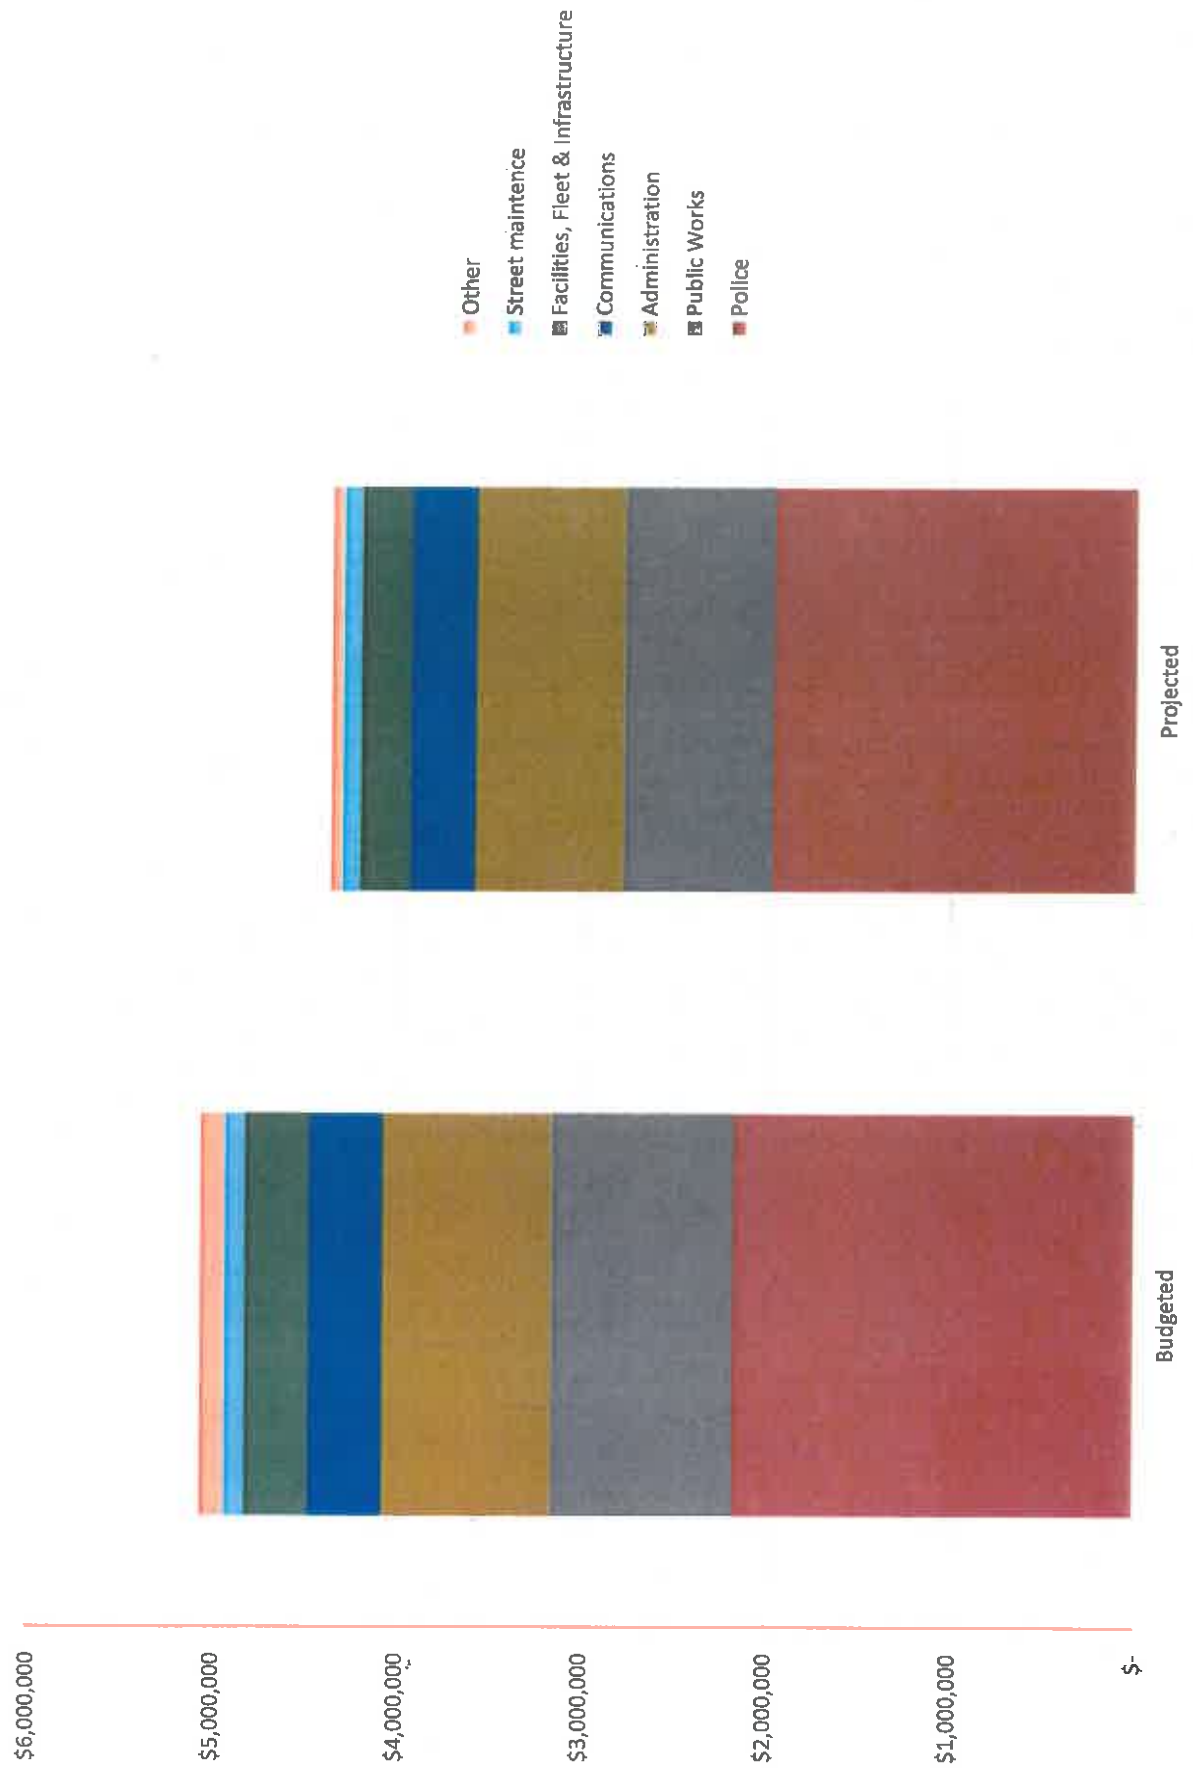 $6,000,000
$5,000,000
$4,000,000
$3,000,000
$2,000,000
$1,000,000
$-
Budgeted
Projected
Other
Street maintence
Facilities, Fleet & Infrastructure
Communications
Administration
Public Works
Police